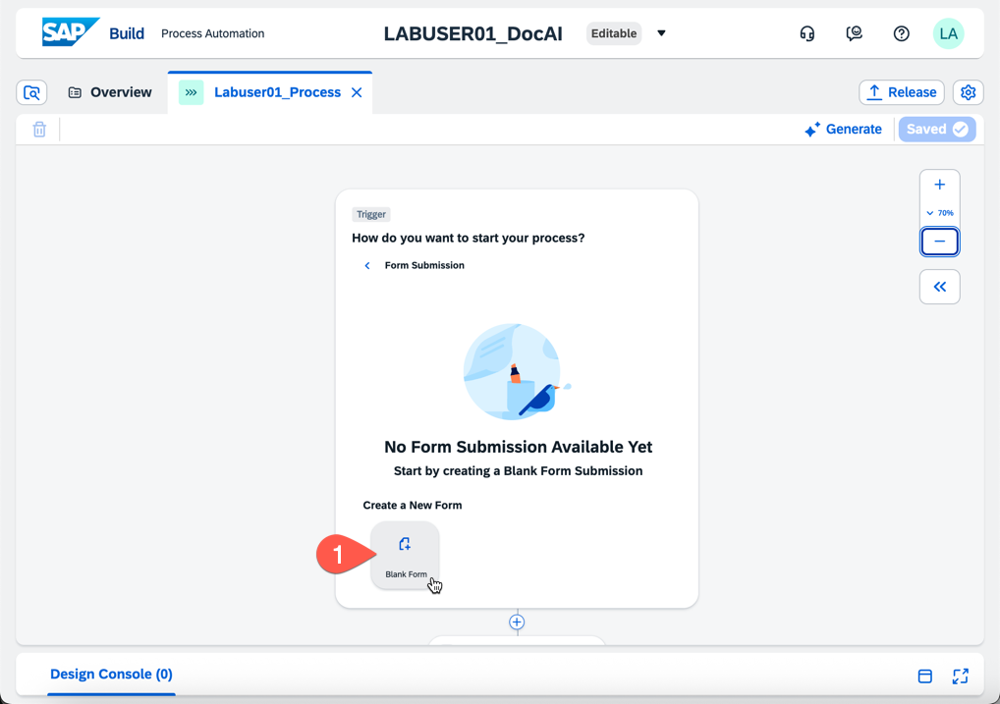 SAP Build Process Automation LABUSER01_DocAI Editable LA
Overview Labuser01_Process Release
Generate Saved
Trigger
How do you want to start your process?
70%
Form Submission
No Form Submission Available Yet
Start by creating a Blank Form Submission
Create a New Form
1
Blank Form
Design Console (0)